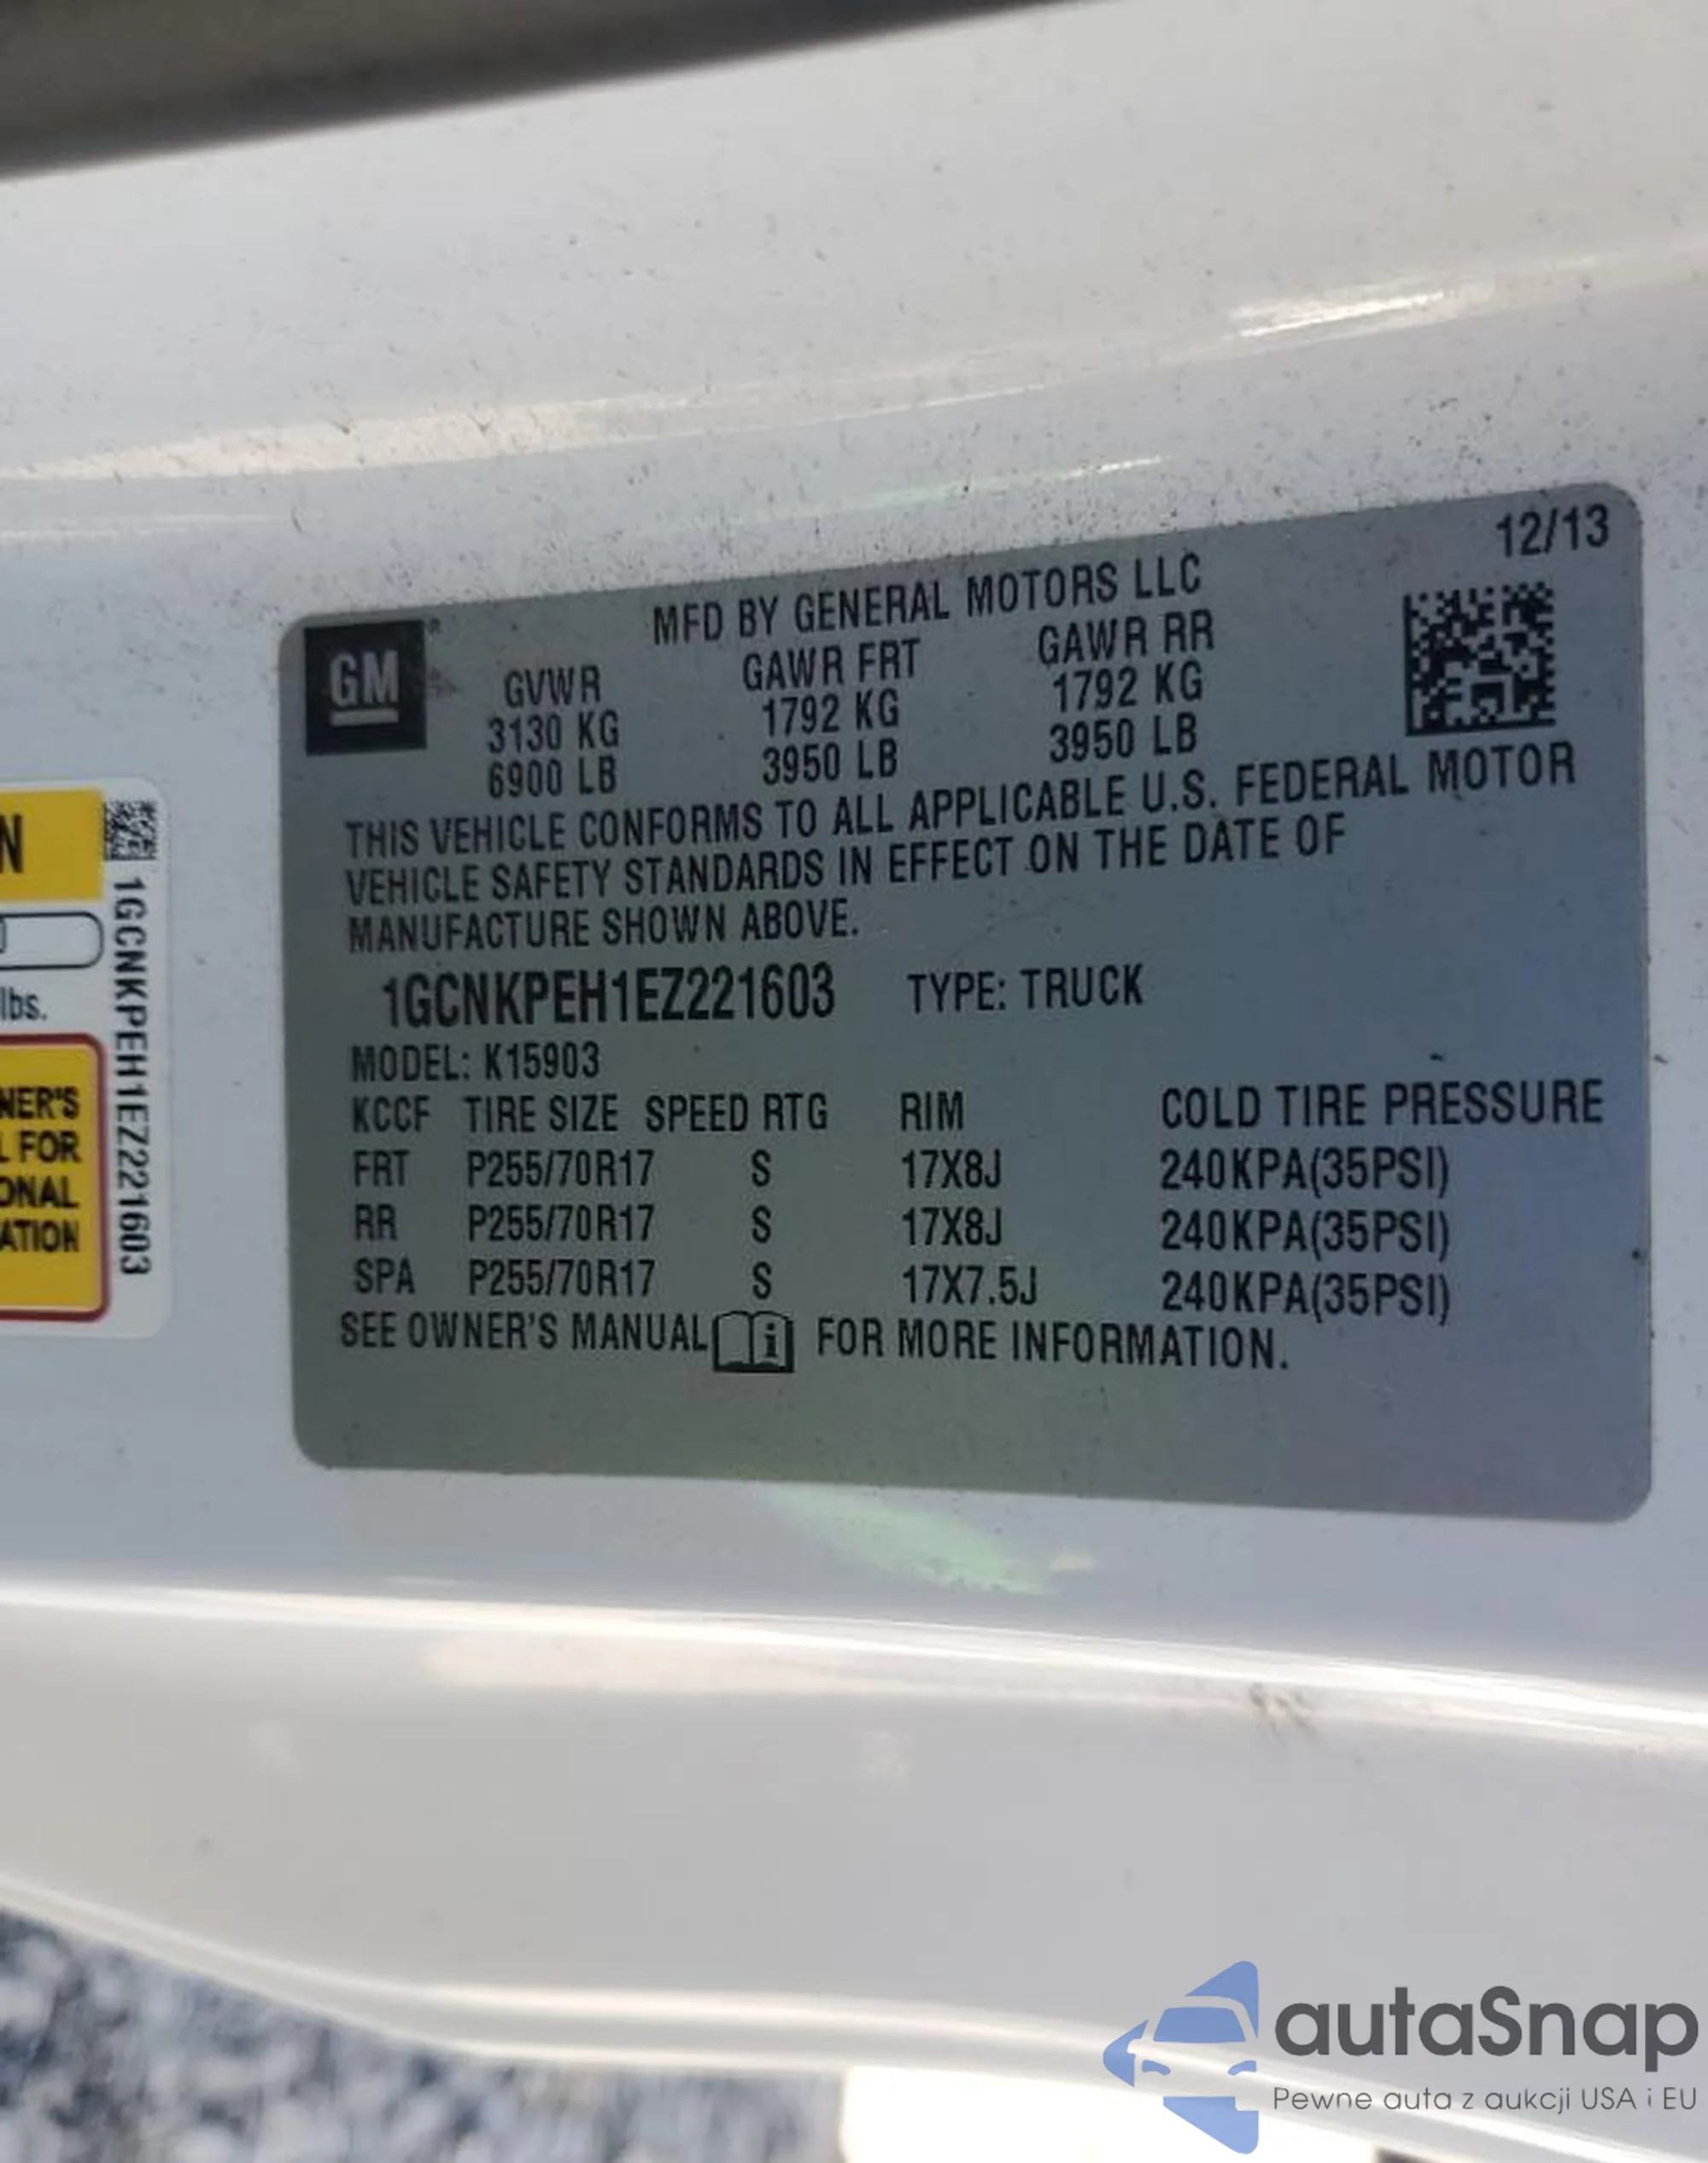 12/13
MFD BY GENERAL MOTORS LLC
GM
GVWR GAWR FRT GAWR RR
3130 KG 1792 KG 1792 KG
6900 LB 3950 LB 3950 LB
THIS VEHICLE CONFORMS TO ALL APPLICABLE U.S. FEDERAL MOTOR
VEHICLE SAFETY STANDARDS IN EFFECT ON THE DATE OF
MANUFACTURE SHOWN ABOVE.
1GCNKPEH1EZ221603 TYPE: TRUCK
MODEL: K15903
KCCF TIRE SIZE SPEED RTG RIM COLD TIRE PRESSURE
FRT P255/70R17 S 17X8J 240KPA(35PSI)
RR P255/70R17 S 17X8J 240KPA(35PSI)
SPA P255/70R17 S 17X7.5J 240KPA(35PSI)
SEE OWNER'S MANUAL FOR MORE INFORMATION.
N
lbs.
NER'S
L FOR
ONAL
ATION
1GCNKPEH1EZ221603
autaSnap
Pewne auta z aukcji USA i EU